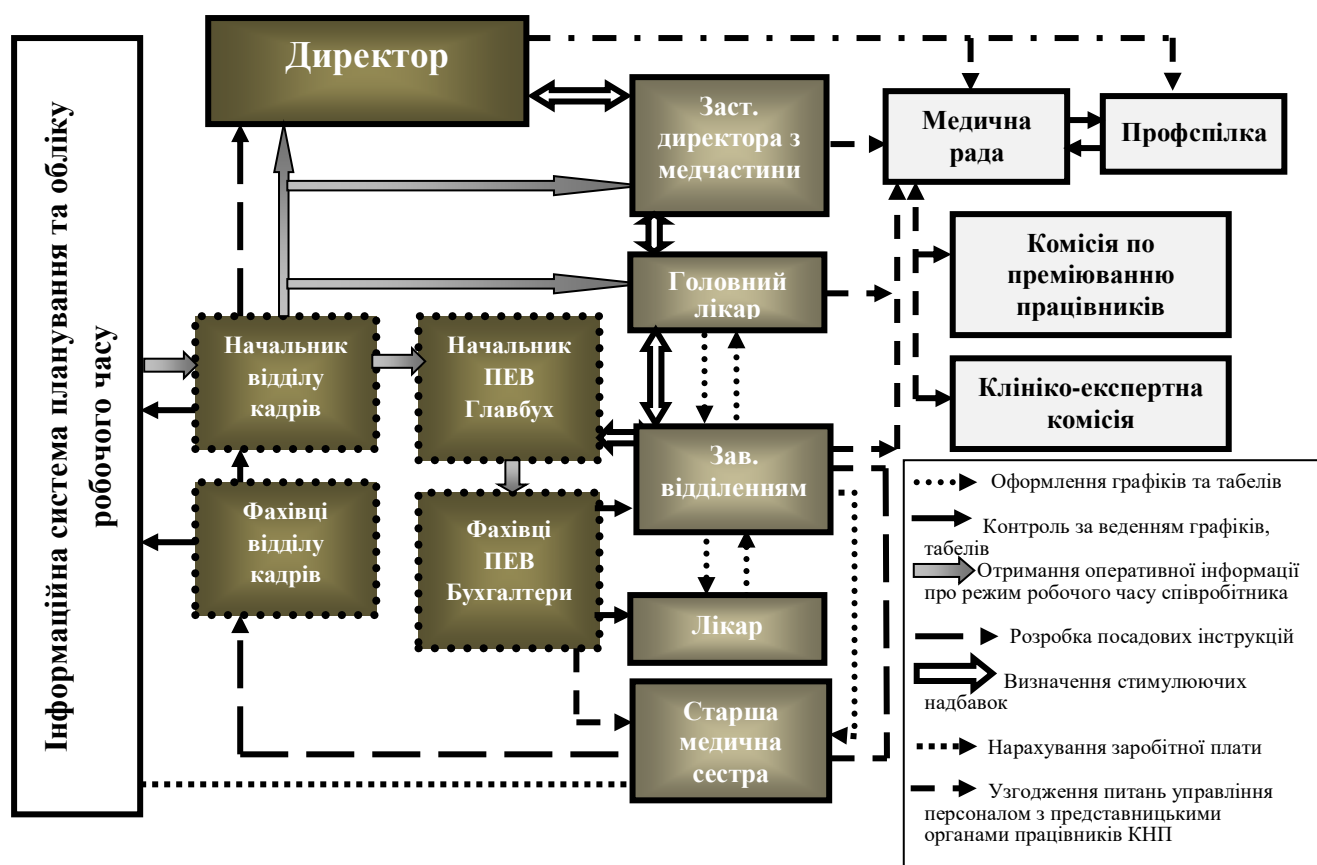 Інформаційна система планування та обліку
робочого часу
Директор
Заст.
директора з
медчастини
Медична
рада
Профспілка
Головний
лікар
Комісія по
преміюванню
працівників
Клініко-експертна
комісія
Начальник
відділу
кадрів
Начальник
ПЕВ
Главбух
Зав.
відділенням
Фахівці
відділу
кадрів
Фахівці
ПЕВ
Бухгалтери
Лікар
Старша
медична
сестра
Оформлення графіків та табелів
Контроль за веденням графіків,
табелів
Отримання оперативної інформації
про режим робочого часу співробітника
Розробка посадових інструкцій
Визначення стимулюючих
надбавок
Нарахування заробітної плати
Узгодження питань управління
персоналом з представницькими
органами працівників КНП